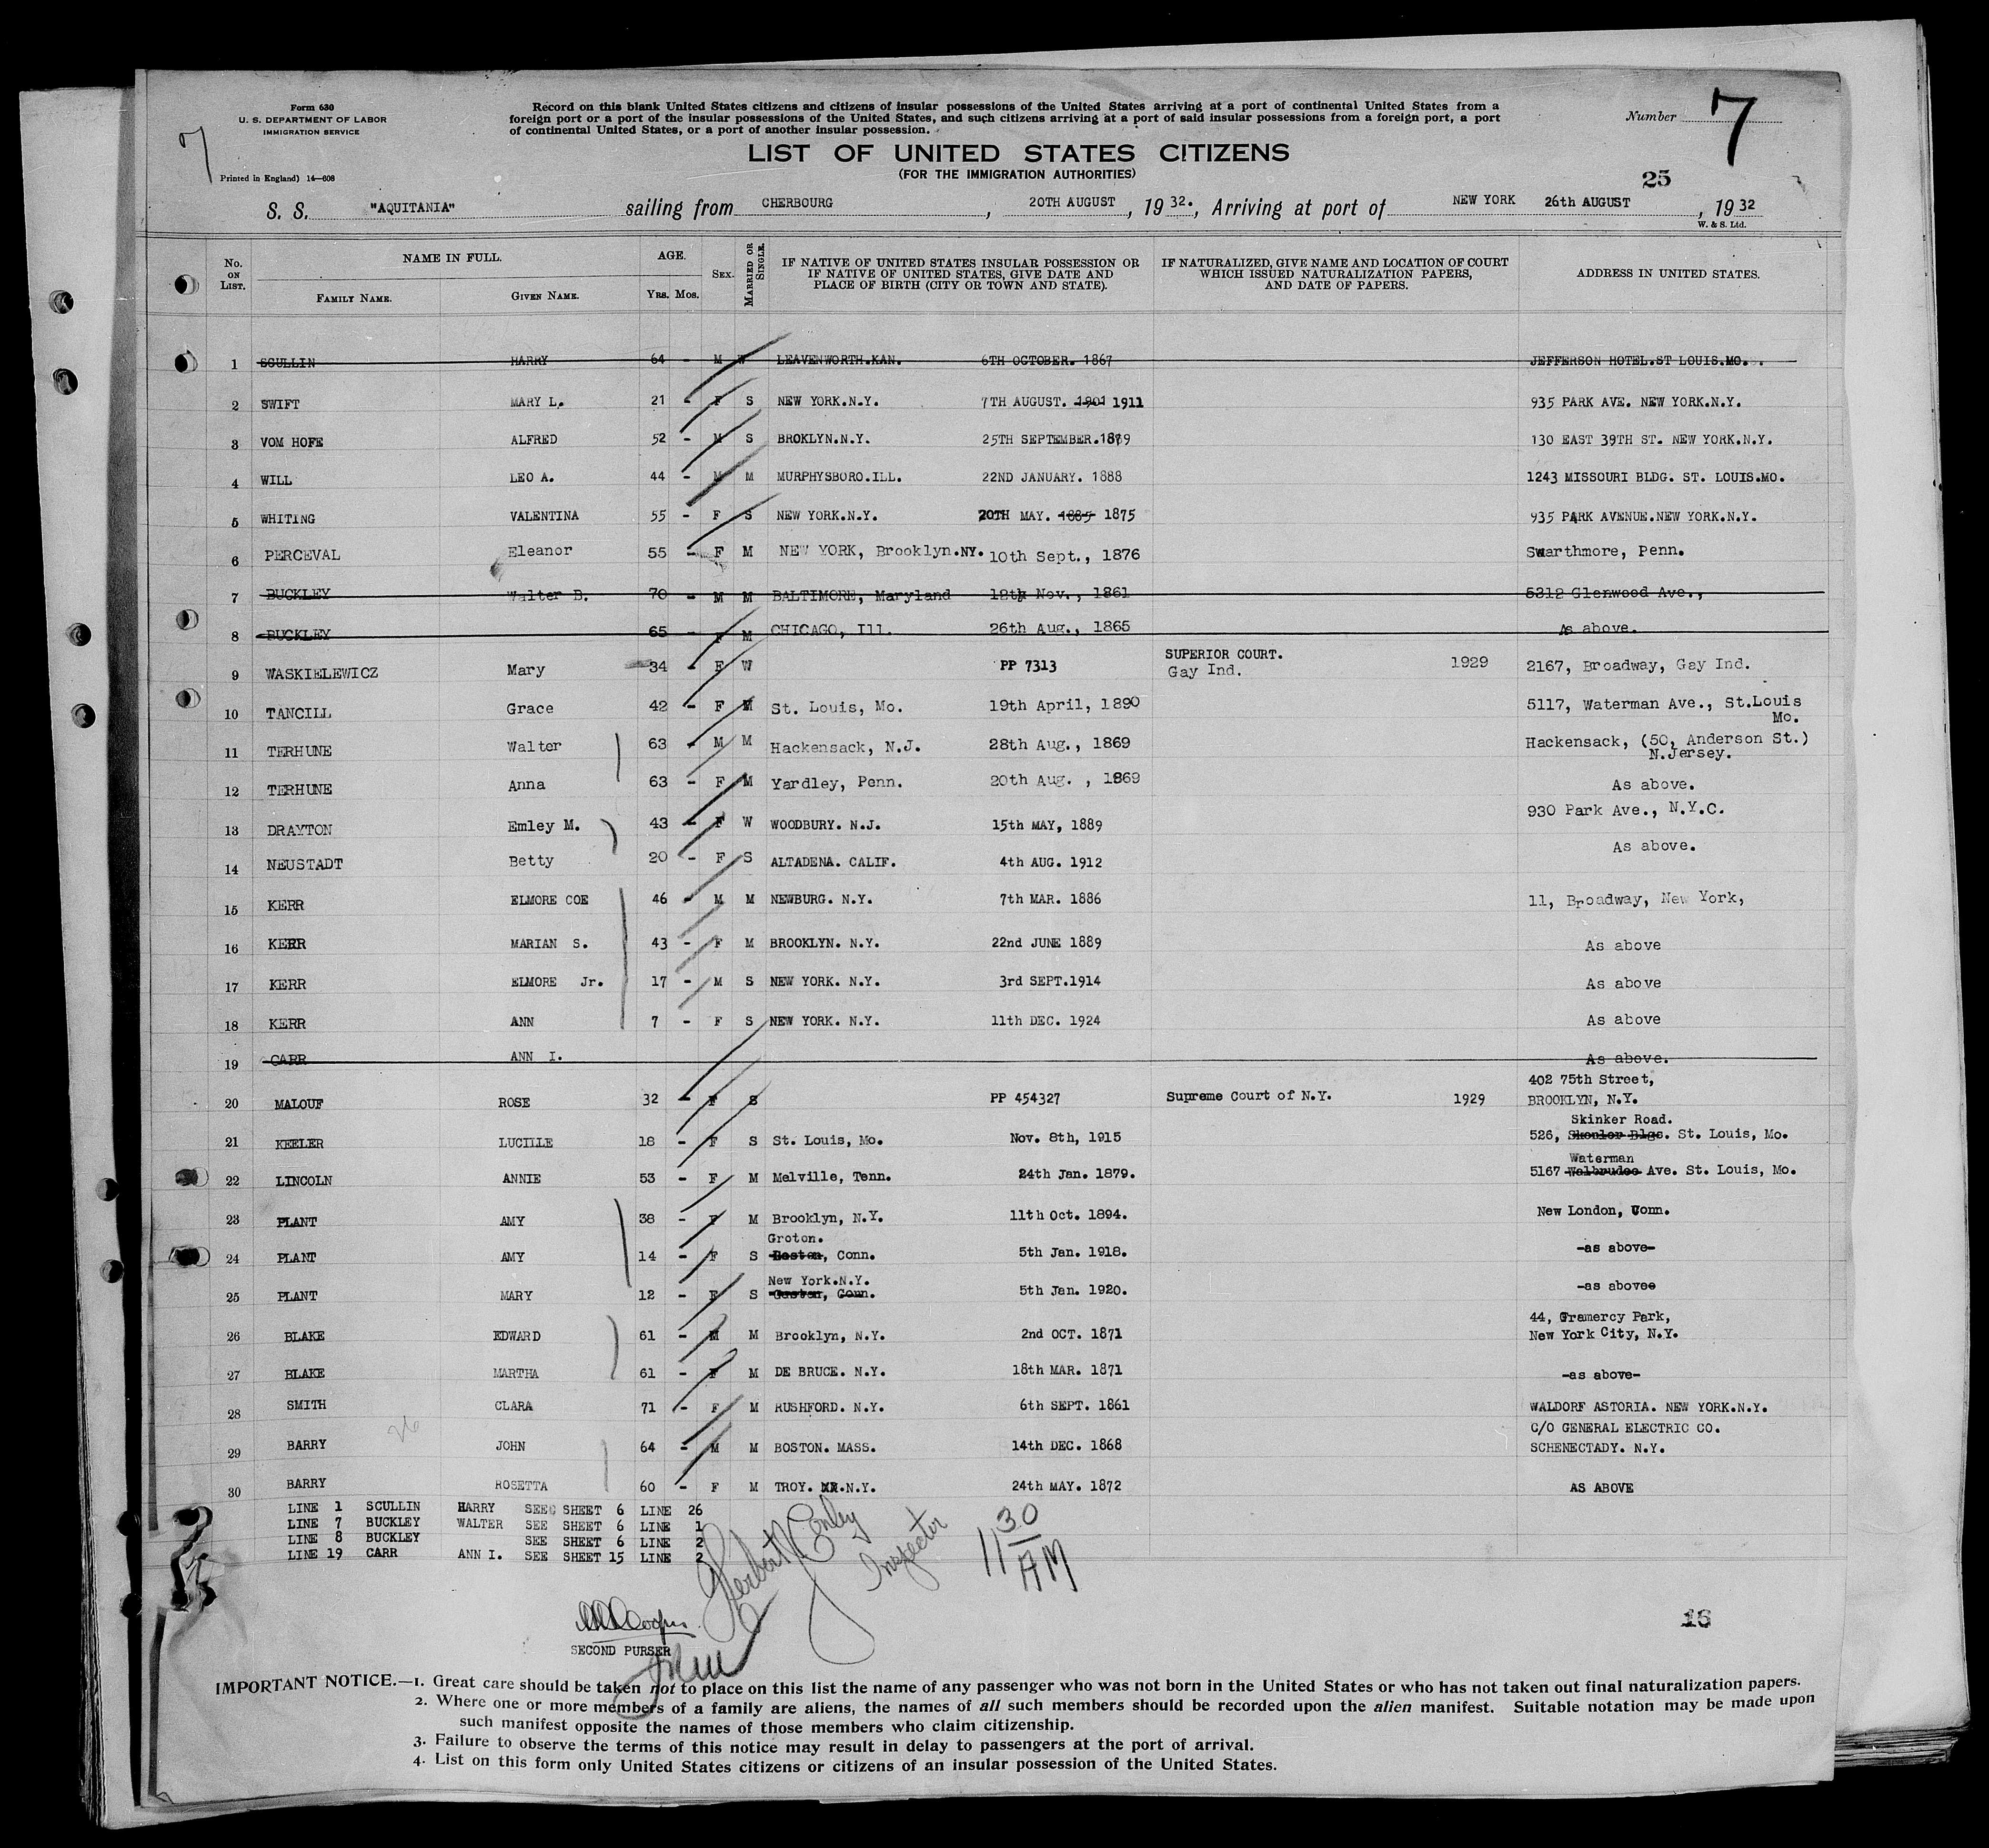 Form 630
U. S. DEPARTMENT OF LABOR
IMMIGRATION SERVICE
Printed in England) 14—608
7
Record on this blank United States citizens and citizens of insular possessions of the United States arriving at a port of continental United States from a
foreign port or a port of the insular possessions of the United States, and such citizens arriving at a port of said insular possessions from a foreign port, a port
of continental United States, or a port of another insular possession.
Number 7
LIST OF UNITED STATES CITIZENS
(FOR THE IMMIGRATION AUTHORITIES)
25
S. S. "AQUITANIA" sailing from CHERBOURG, 20TH AUGUST, 19 32., Arriving at port of NEW YORK 26th AUGUST, 19 32
W. & S. Ltd.
No. ON LIST. NAME IN FULL. FAMILY NAME. GIVEN NAME. AGE. YRS. MOS. SEX. MARRIED OR SINGLE. IF NATIVE OF UNITED STATES INSULAR POSSESSION OR IF NATIVE OF UNITED STATES, GIVE DATE AND PLACE OF BIRTH (CITY OR TOWN AND STATE). IF NATURALIZED, GIVE NAME AND LOCATION OF COURT WHICH ISSUED NATURALIZATION PAPERS, AND DATE OF PAPERS. ADDRESS IN UNITED STATES.
1 SCULLIN HARRY 64 - M W LEAVENWORTH.KAN. 6TH OCTOBER. 1867 JEFFERSON HOTEL.ST LOUIS.MO. .
2 SWIFT MARY L. 21 - F S NEW YORK.N.Y. 7TH AUGUST. 1901 1911 935 PARK AVE. NEW YORK.N.Y.
3 VOM HOFE ALFRED 52 - M S BROKLYN.N.Y. 25TH SEPTEMBER.1879 130 EAST 39TH ST. NEW YORK.N.Y.
4 WILL LEO A. 44 - M M MURPHYSBORO.ILL. 22ND JANUARY. 1888 1243 MISSOURI BLDG. ST. LOUIS.MO.
5 WHITING VALENTINA 55 - F S NEW YORK.N.Y. 20TH MAY. 1885 1875 935 PARK AVENUE.NEW YORK.N.Y.
6 PERCEVAL Eleanor 55 - F M NEW YORK, Brooklyn.NY. 10th Sept., 1876 Swarthmore, Penn.
7 BUCKLEY Walter B. 70 - M M BALTIMORE, Maryland 12th Nov., 1861 5312 Glenwood Ave.,
8 BUCKLEY 65 - F M CHICAGO, Ill. 26th Aug., 1865 As above.
9 WASKIELEWICZ Mary 34 - F W PP 7313 SUPERIOR COURT. Gay Ind. 1929 2167, Broadway, Gay Ind.
10 TANCILL Grace 42 - F M St. Louis, Mo. 19th April, 1890 5117, Waterman Ave., St.Louis Mo.
11 TERHUNE Walter 63 - M M Hackensack, N.J. 28th Aug., 1869 Hackensack, (50, Anderson St.) N.Jersey.
12 TERHUNE Anna 63 - F M Yardley, Penn. 20th Aug. , 1869 As above.
13 DRAYTON Emley M. 43 - F W WOODBURY. N.J. 15th MAY, 1889 930 Park Ave., N.Y.C.
14 NEUSTADT Betty 20 - F S ALTADENA. CALIF. 4th AUG. 1912 As above.
15 KERR ELMORE COE 46 - M M NEWBURG. N.Y. 7th MAR. 1886 11, Broadway, New York,
16 KERR MARIAN S. 43 - F M BROOKLYN. N.Y. 22nd JUNE 1889 As above
17 KERR ELMORE Jr. 17 - M S NEW YORK. N.Y. 3rd SEPT.1914 As above
18 KERR ANN 7 - F S NEW YORK. N.Y. 11th DEC. 1924 As above
19 CARR ANN I. As above.
20 MALOUF ROSE 32 - F S PP 454327 Supreme Court of N.Y. 1929 402 75th Street, BROOKLYN, N.Y.
Skinker Road.
21 KEELER LUCILLE 18 - F S St. Louis, Mo. Nov. 8th, 1915 526, St. Louis, Mo.
Waterman
22 LINCOLN ANNIE 53 - F M Melville, Tenn. 24th Jan. 1879. 5167 Ave. St. Louis, Mo.
23 PLANT AMY 38 - F M Brooklyn, N.Y. 11th Oct. 1894. New London, Conn.
Groton.
24 PLANT AMY 14 - F S Boston, Conn. 5th Jan. 1918. -as above-
New York.N.Y.
25 PLANT MARY 12 - F S Conn. 5th Jan. 1920. -as abovee
26 BLAKE EDWARD 61 - M M Brooklyn, N.Y. 2nd OCT. 1871 44, Gramercy Park, New York City, N.Y.
27 BLAKE MARTHA 61 - F M DE BRUCE. N.Y. 18th MAR. 1871 -as above-
28 SMITH CLARA 71 - F M RUSHFORD. N.Y. 6th SEPT. 1861 WALDORF ASTORIA. NEW YORK.N.Y.
29 BARRY JOHN 64 - M M BOSTON. MASS. 14th DEC. 1868 C/O GENERAL ELECTRIC CO. SCHENECTADY. N.Y.
30 BARRY ROSETTA 60 - F M TROY. N.Y. 24th MAY. 1872 AS ABOVE
LINE 1 SCULLIN HARRY SEE SHEET 6 LINE 26
LINE 7 BUCKLEY WALTER SEE SHEET 6 LINE 1
LINE 8 BUCKLEY SEE SHEET 6 LINE 2
LINE 19 CARR ANN I. SEE SHEET 15 LINE 2
Herbert Conley
Inspector
11 30 AM
SECOND PURSER
16
IMPORTANT NOTICE.—1. Great care should be taken not to place on this list the name of any passenger who was not born in the United States or who has not taken out final naturalization papers.
2. Where one or more members of a family are aliens, the names of all such members should be recorded upon the alien manifest. Suitable notation may be made upon
such manifest opposite the names of those members who claim citizenship.
3. Failure to observe the terms of this notice may result in delay to passengers at the port of arrival.
4. List on this form only United States citizens or citizens of an insular possession of the United States.